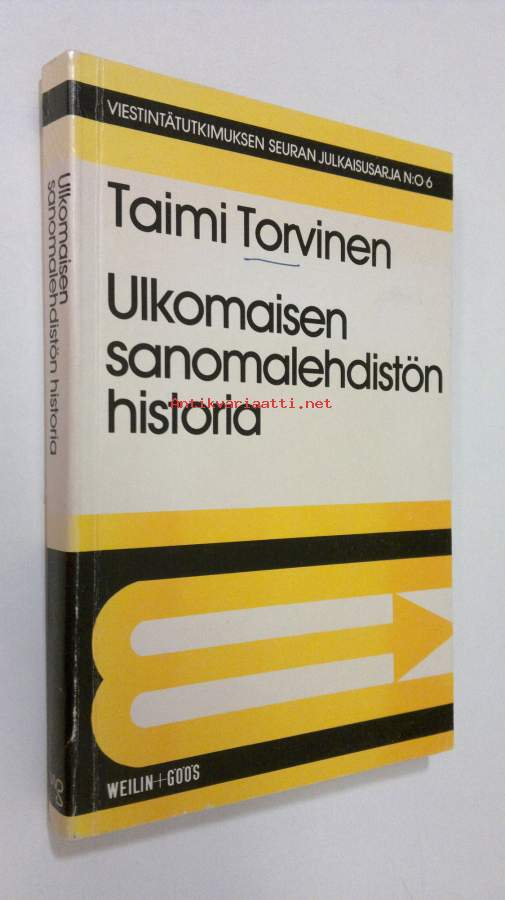 VIESTINTÄTUTKIMUKSEN SEURAN JULKAISUSARJA N:O 6
Taimi Torvinen
Ulkomaisen
sanomalehdistön
historia
Antikvariaatti.net
WEILIN+GÖÖS
Ulkomaisen
sanomalehdistön historia